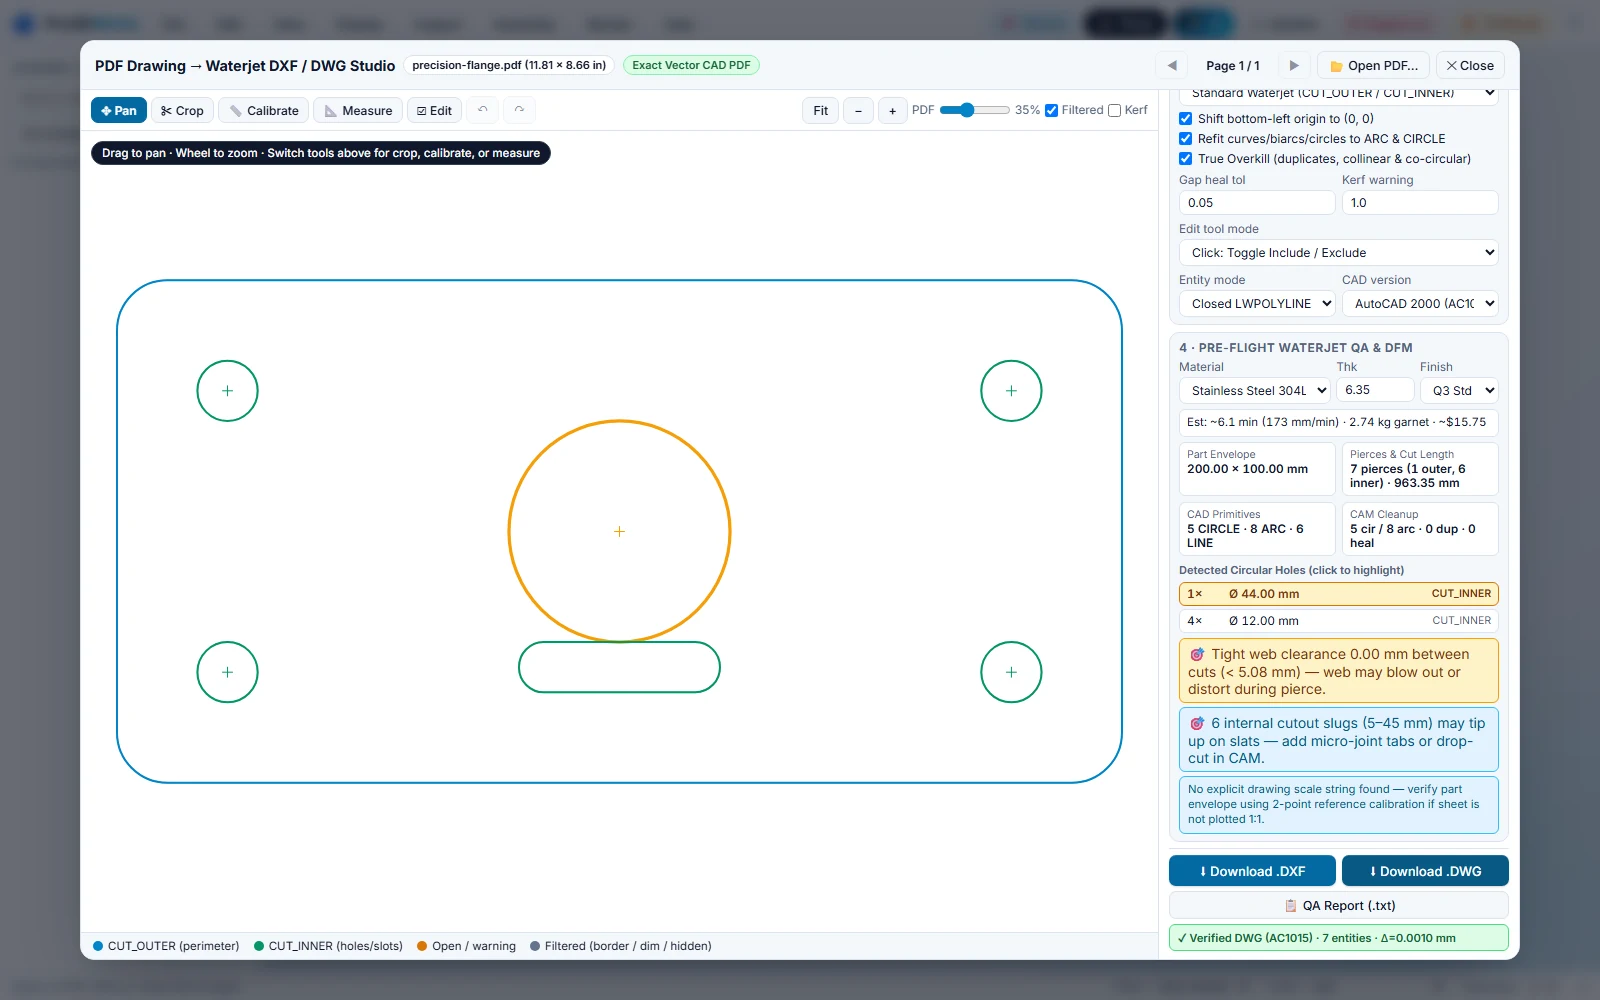 PDF Drawing → Waterjet DXF / DWG Studio
precision-flange.pdf (11.81 × 8.66 in)
Exact Vector CAD PDF
◀ Page 1 / 1 ▶
📂 Open PDF...
✕ Close
✥ Pan
✂ Crop
📏 Calibrate
📐 Measure
☑ Edit
↶
↷
Fit
−
+
PDF
35%
Filtered
Kerf
Drag to pan · Wheel to zoom · Switch tools above for crop, calibrate, or measure
CUT_OUTER (perimeter)
CUT_INNER (holes/slots)
Open / warning
Filtered (border / dim / hidden)
Standard Waterjet (CUT_OUTER / CUT_INNER)
Shift bottom-left origin to (0, 0)
Refit curves/biarcs/circles to ARC & CIRCLE
True Overkill (duplicates, collinear & co-circular)
Gap heal tol
Kerf warning
0.05
1.0
Edit tool mode
Click: Toggle Include / Exclude
Entity mode
CAD version
Closed LWPOLYLINE
AutoCAD 2000 (AC10
4 · PRE-FLIGHT WATERJET QA & DFM
Material
Thk
Finish
Stainless Steel 304L
6.35
Q3 Std
Est: ~6.1 min (173 mm/min) · 2.74 kg garnet · ~$15.75
Part Envelope
200.00 × 100.00 mm
Pierces & Cut Length
7 pierces (1 outer, 6
inner) · 963.35 mm
CAD Primitives
5 CIRCLE · 8 ARC · 6
LINE
CAM Cleanup
5 cir / 8 arc · 0 dup · 0
heal
Detected Circular Holes (click to highlight)
1× Ø 44.00 mm CUT_INNER
4× Ø 12.00 mm CUT_INNER
🎯 Tight web clearance 0.00 mm between
cuts (< 5.08 mm) — web may blow out or
distort during pierce.
🎯 6 internal cutout slugs (5–45 mm) may tip
up on slats — add micro-joint tabs or drop-
cut in CAM.
No explicit drawing scale string found — verify part
envelope using 2-point reference calibration if sheet is
not plotted 1:1.
⬇ Download .DXF
⬇ Download .DWG
📋 QA Report (.txt)
✓ Verified DWG (AC1015) · 7 entities · Δ=0.0010 mm